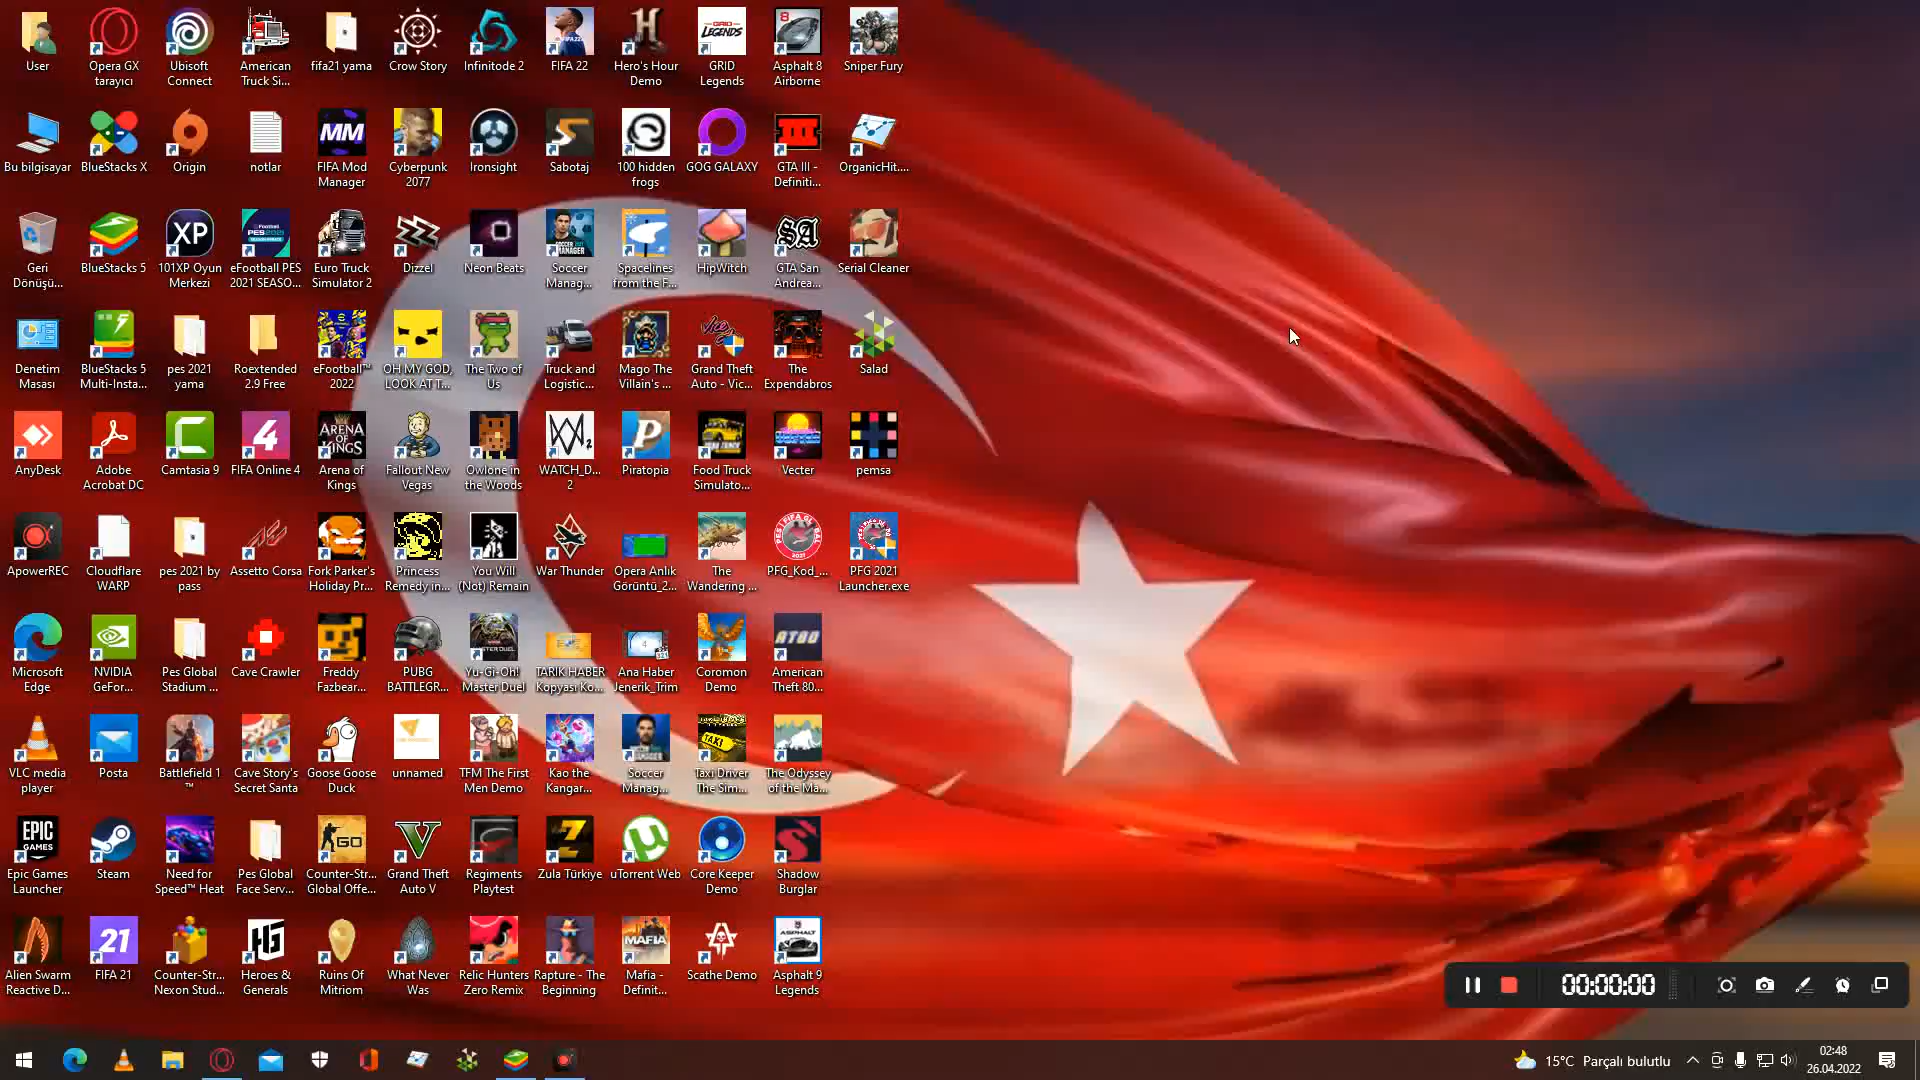 User
Opera GX
tarayıcı
Ubisoft
Connect
American
Truck Si...
fifa21 yama
Crow Story
Infinitode 2
FIFA 22
Hero's Hour
Demo
GRID
Legends
Asphalt 8
Airborne
Sniper Fury
Bu bilgisayar
BlueStacks X
Origin
notlar
FIFA Mod
Manager
Cyberpunk
2077
Ironsight
Sabotaj
100 hidden
frogs
GOG GALAXY
GTA III -
Definiti...
OrganicHit....
Geri
Dönüşü...
BlueStacks 5
101XP Oyun
Merkezi
eFootball PES
2021 SEASO...
Euro Truck
Simulator 2
Dizzel
Neon Beats
Soccer
Manag...
Spacelines
from the F...
HipWitch
GTA San
Andrea...
Serial Cleaner
Denetim
Masası
BlueStacks 5
Multi-Insta...
pes 2021
yama
Roextended
2.9 Free
eFootball™
2022
OH MY GOD,
LOOK AT T...
The Two of
Us
Truck and
Logistic...
Mago The
Villain's ...
Grand Theft
Auto - Vic...
The
Expendabros
Salad
AnyDesk
Adobe
Acrobat DC
Camtasia 9
FIFA Online 4
Arena of
Kings
Fallout New
Vegas
Owlone in
the Woods
WATCH_D...
2
Piratopia
Food Truck
Simulato...
Vecter
pemsa
ApowerREC
Cloudflare
WARP
pes 2021 by
pass
Assetto Corsa
Fork Parker's
Holiday Pr...
Princess
Remedy in...
You Will
(Not) Remain
War Thunder
Opera Anlık
Görüntü_2...
The
Wandering ...
PFG_Kod_...
PFG 2021
Launcher.exe
Microsoft
Edge
NVIDIA
GeFor...
Pes Global
Stadium ...
Cave Crawler
Freddy
Fazbear...
PUBG
BATTLEGR...
Yu-Gi-Oh!
Master Duel
TARIK HABER
Kopyası Ko...
Ana Haber
Jenerik_Trim
Coromon
Demo
American
Theft 80...
VLC media
player
Posta
Battlefield 1
™
Cave Story's
Secret Santa
Goose Goose
Duck
unnamed
TFM The First
Men Demo
Kao the
Kangar...
Soccer
Manag...
Taxi Driver
The Sim...
The Odyssey
of the Ma...
Epic Games
Launcher
Steam
Need for
Speed™ Heat
Pes Global
Face Serv...
Counter-Str...
Global Offe...
Grand Theft
Auto V
Regiments
Playtest
Zula Türkiye
uTorrent Web
Core Keeper
Demo
Shadow
Burglar
Alien Swarm
Reactive D...
FIFA 21
Counter-Str...
Nexon Stud...
Heroes &
Generals
Ruins Of
Mitriom
What Never
Was
Relic Hunters
Zero Remix
Rapture - The
Beginning
Mafia -
Definit...
Scathe Demo
Asphalt 9
Legends
00:00:00
15°C Parçalı bulutlu
02:48
26.04.2022